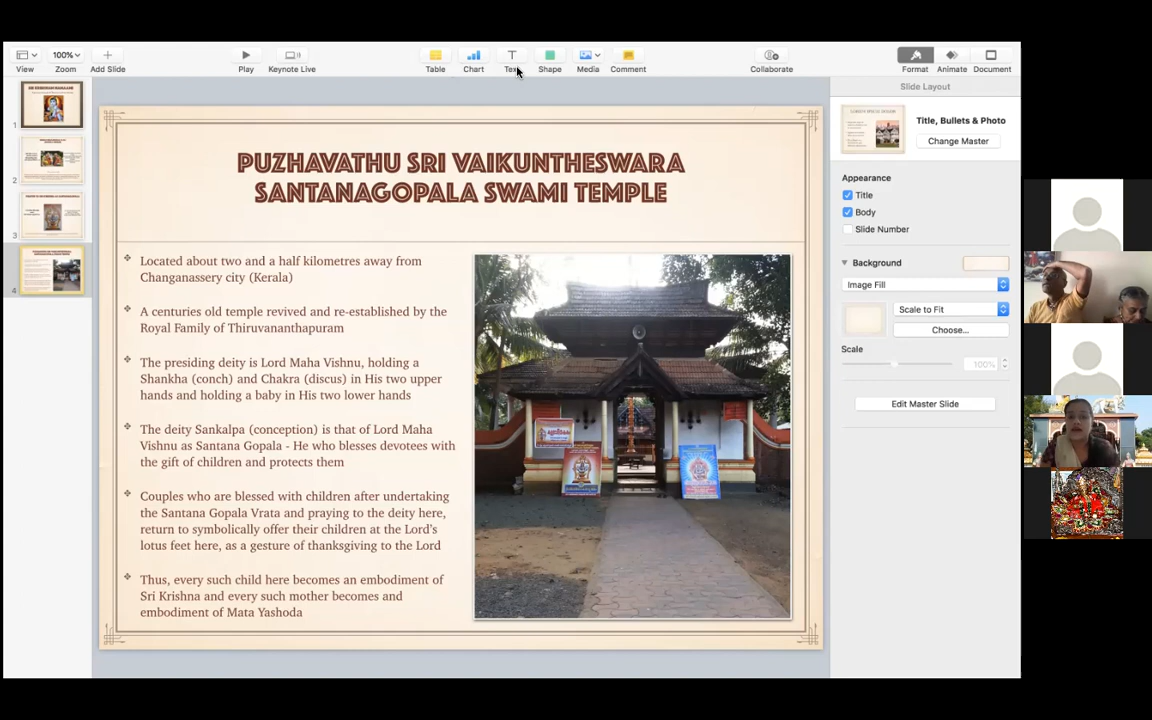 100%
View
Zoom
Add Slide
Play
Keynote Live
Table
Chart
Shape
Media
Comment
Collaborate
Format
Animate
Document
PUZHAVATHU SRI VAIKUNTHESWARA
SANTANAGOPALA SWAMI TEMPLE
Located about two and a half kilometres away from
Changanassery city (Kerala)
A centuries old temple revived and re-established by the
Royal Family of Thiruvananthapuram
The presiding deity is Lord Maha Vishnu, holding a
Shankha (conch) and Chakra (discus) in His two upper
hands and holding a baby in His two lower hands
The deity Sankalpa (conception) is that of Lord Maha
Vishnu as Santana Gopala - He who blesses devotees with
the gift of children and protects them
Couples who are blessed with children after undertaking
the Santana Gopala Vrata and praying to the deity here,
return to symbolically offer their children at the Lord's
lotus feet here, as a gesture of thanksgiving to the Lord
Thus, every such child here becomes an embodiment of
Sri Krishna and every such mother becomes and
embodiment of Mata Yashoda
1
2
3
4
Slide Layout
Title, Bullets & Photo
Change Master
Appearance
Title
Body
Slide Number
Background
Image Fill
Scale to Fit
Choose...
Scale
100%
Edit Master Slide